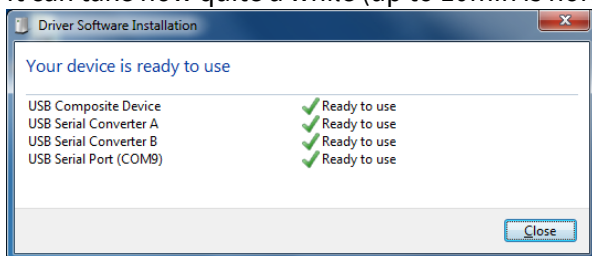 Driver Software Installation
Your device is ready to use
USB Composite Device Ready to use
USB Serial Converter A Ready to use
USB Serial Converter B Ready to use
USB Serial Port (COM9) Ready to use
Close